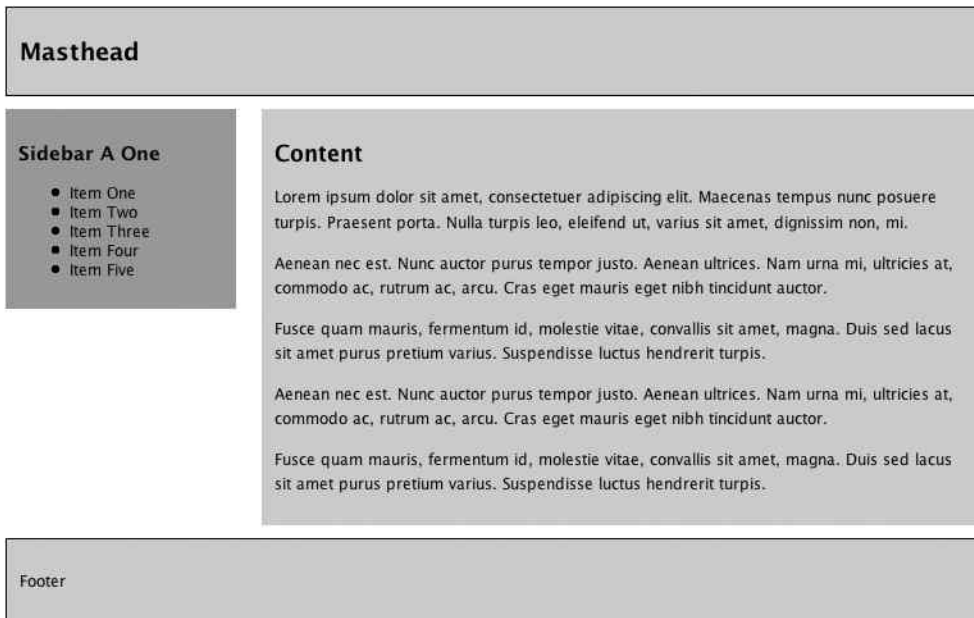 Masthead
Sidebar A One
Item One
Item Two
Item Three
Item Four
Item Five
Content
Lorem ipsum dolor sit amet, consectetuer adipiscing elit. Maecenas tempus nunc posuere
turpis. Praesent porta. Nulla turpis leo, eleifend ut, varius sit amet, dignissim non, mi.
Aenean nec est. Nunc auctor purus tempor justo. Aenean ultrices. Nam urna mi, ultricies at,
commodo ac, rutrum ac, arcu. Cras eget mauris eget nibh tincidunt auctor.
Fusce quam mauris, fermentum id, molestie vitae, convallis sit amet, magna. Duis sed lacus
sit amet purus pretium varius. Suspendisse luctus hendrerit turpis.
Aenean nec est. Nunc auctor purus tempor justo. Aenean ultrices. Nam urna mi, ultricies at,
commodo ac, rutrum ac, arcu. Cras eget mauris eget nibh tincidunt auctor.
Fusce quam mauris, fermentum id, molestie vitae, convallis sit amet, magna. Duis sed lacus
sit amet purus pretium varius. Suspendisse luctus hendrerit turpis.
Footer